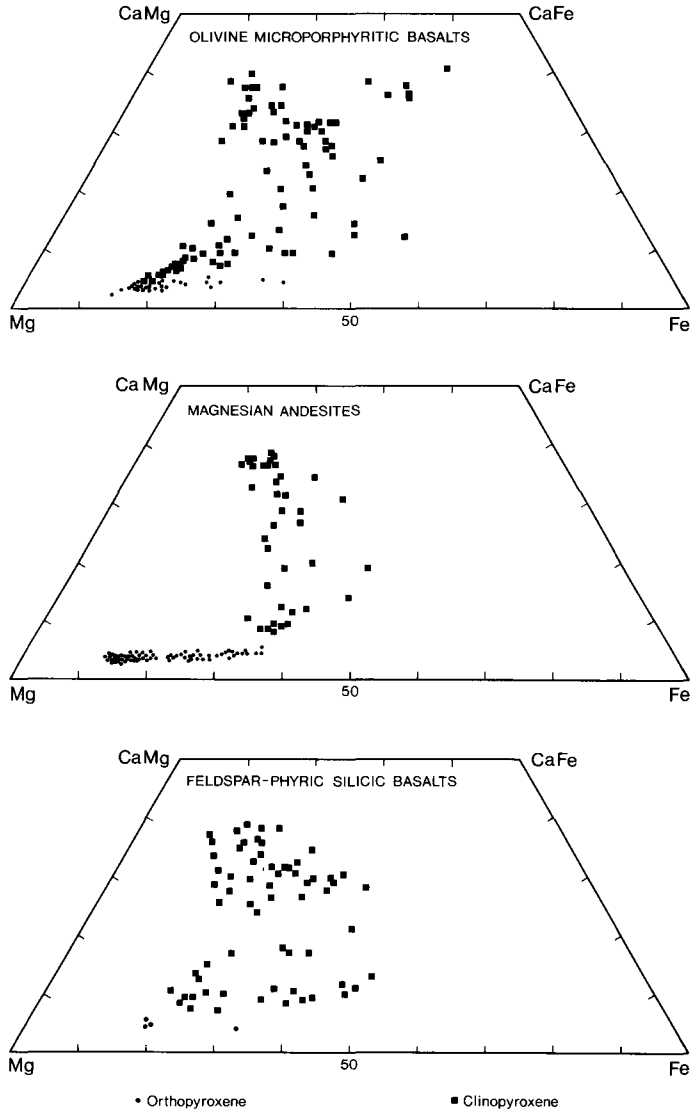 CaMg CaFe
OLIVINE MICROPORPHYRITIC BASALTS
Mg 50 Fe
CaMg CaFe
MAGNESIAN ANDESITES
Mg 50 Fe
CaMg CaFe
FELDSPAR-PHYRIC SILICIC BASALTS
Mg 50 Fe
Orthopyroxene Clinopyroxene